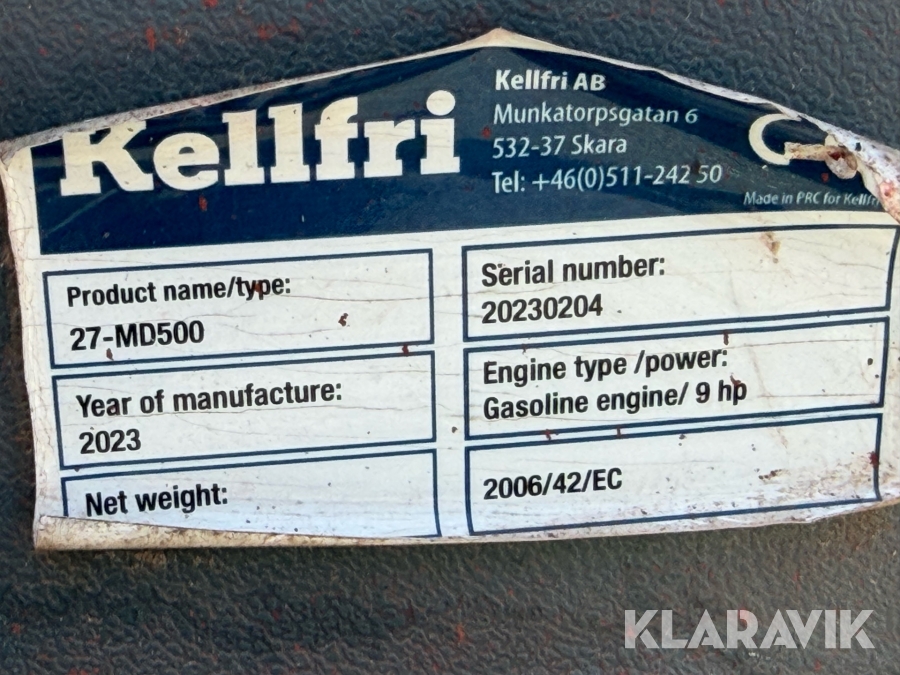 Kellfri
Kellfri AB
Munkatorpsgatan 6
532-37 Skara
Tel: +46(0)511-242 50
Made in PRC for Kellfri
Product name/type:
27-MD500
Serial number:
20230204
Year of manufacture:
2023
Engine type /power:
Gasoline engine/ 9 hp
Net weight:
2006/42/EC
KLARAVIK